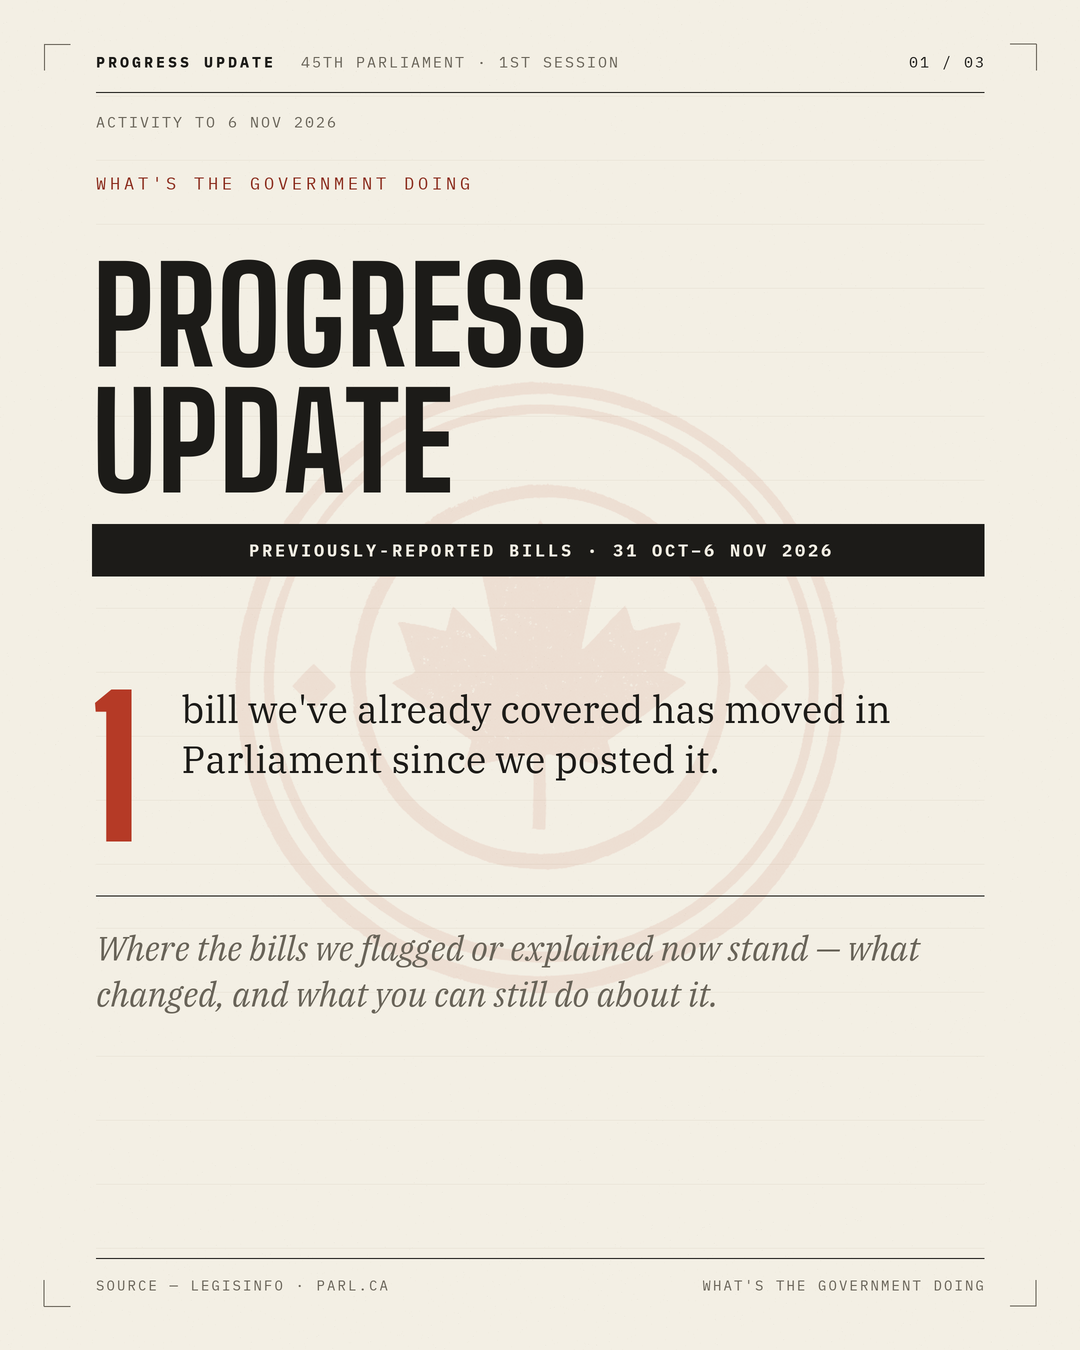 PROGRESS UPDATE 45TH PARLIAMENT · 1ST SESSION 01 / 03
ACTIVITY TO 6 NOV 2026
WHAT'S THE GOVERNMENT DOING
PROGRESS
UPDATE
PREVIOUSLY-REPORTED BILLS · 31 OCT–6 NOV 2026
1 bill we've already covered has moved in
Parliament since we posted it.
Where the bills we flagged or explained now stand — what
changed, and what you can still do about it.
SOURCE — LEGISINFO · PARL.CA WHAT'S THE GOVERNMENT DOING